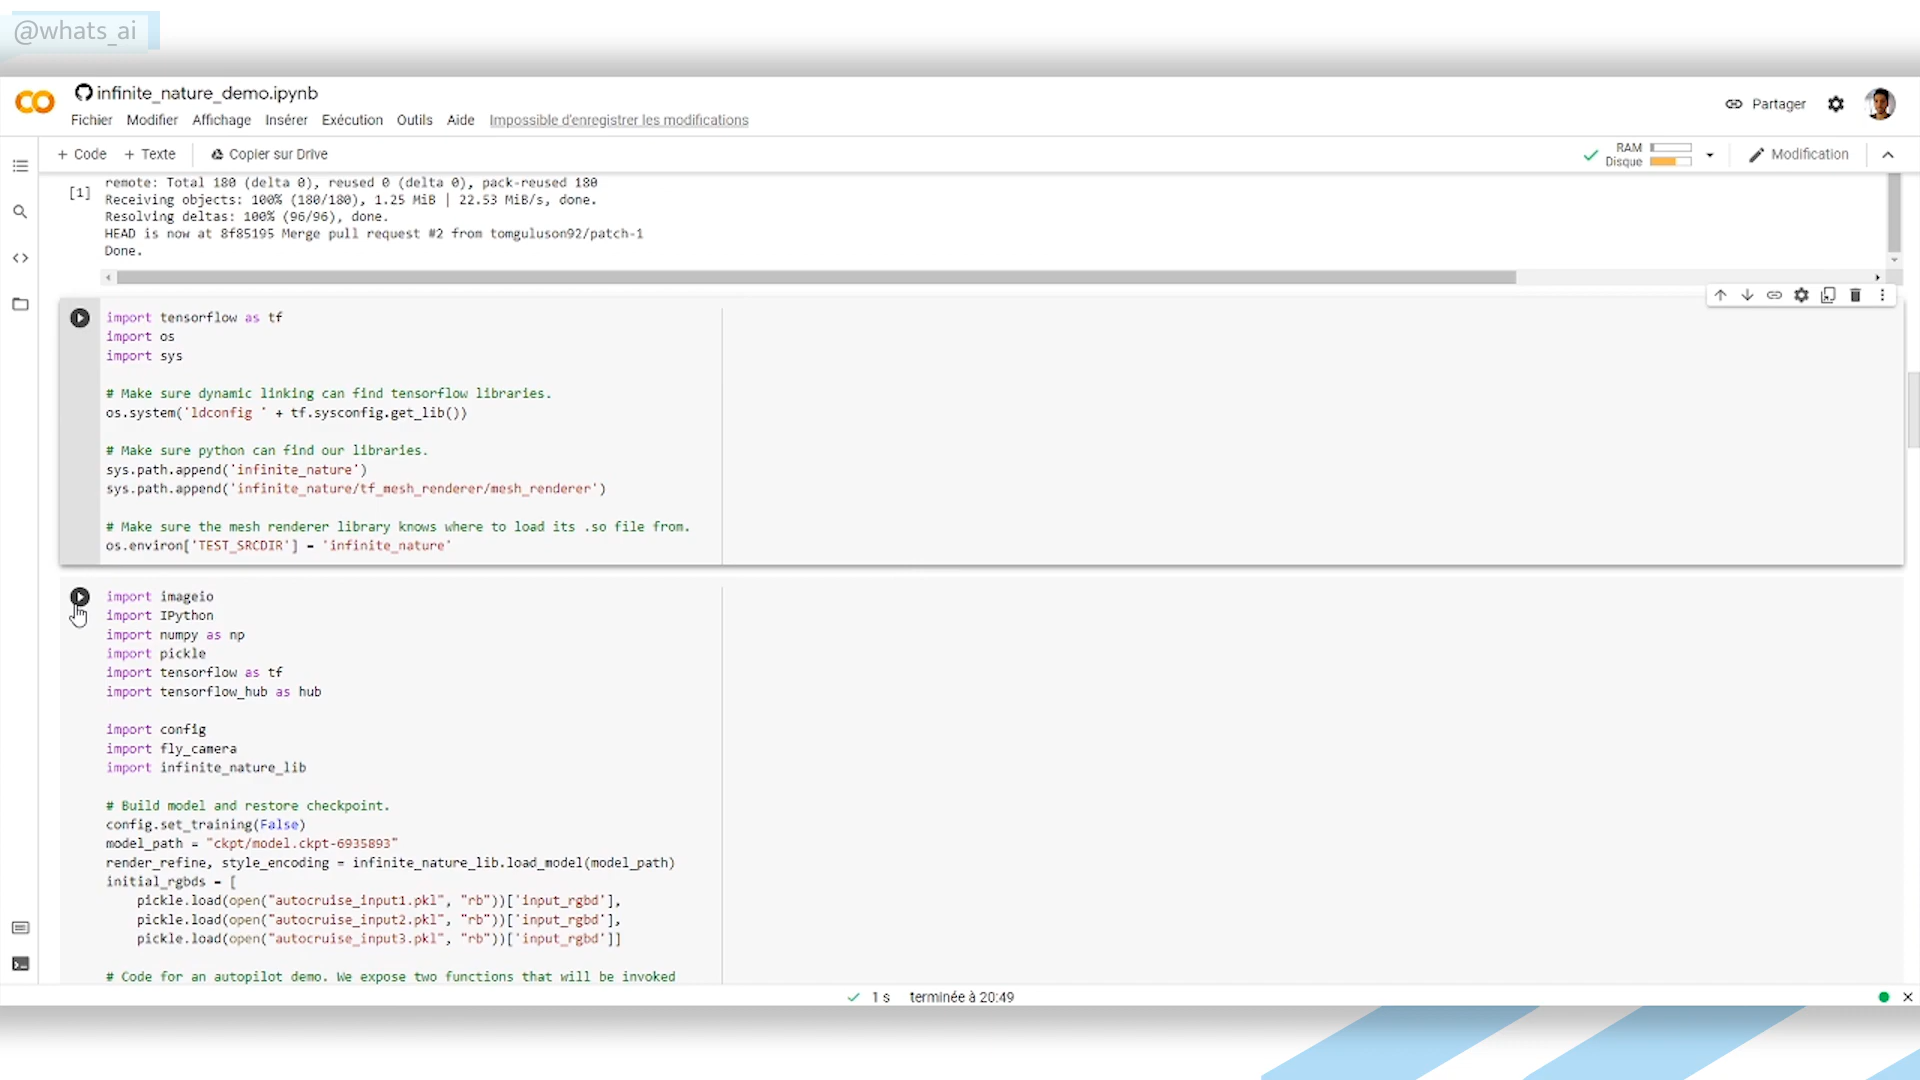 @whats_ai
infinite_nature_demo.ipynb
Fichier Modifier Affichage Insérer Exécution Outils Aide Impossible d'enregistrer les modifications
Partager
+ Code + Texte Copier sur Drive
RAM
Disque
Modification
[1]
remote: Total 180 (delta 0), reused 0 (delta 0), pack-reused 180
Receiving objects: 100% (180/180), 1.25 MiB | 22.53 MiB/s, done.
Resolving deltas: 100% (96/96), done.
HEAD is now at 8f85195 Merge pull request #2 from tomguluson92/patch-1
Done.
import tensorflow as tf
import os
import sys
# Make sure dynamic linking can find tensorflow libraries.
os.system('ldconfig ' + tf.sysconfig.get_lib())
# Make sure python can find our libraries.
sys.path.append('infinite_nature')
sys.path.append('infinite_nature/tf_mesh_renderer/mesh_renderer')
# Make sure the mesh renderer library knows where to load its .so file from.
os.environ['TEST_SRCDIR'] = 'infinite_nature'
import imageio
import IPython
import numpy as np
import pickle
import tensorflow as tf
import tensorflow_hub as hub
import config
import fly_camera
import infinite_nature_lib
# Build model and restore checkpoint.
config.set_training(False)
model_path = "ckpt/model.ckpt-6935893"
render_refine, style_encoding = infinite_nature_lib.load_model(model_path)
initial_rgbds = [
pickle.load(open("autocruise_input1.pkl", "rb"))['input_rgbd'],
pickle.load(open("autocruise_input2.pkl", "rb"))['input_rgbd'],
pickle.load(open("autocruise_input3.pkl", "rb"))['input_rgbd']]
# Code for an autopilot demo. We expose two functions that will be invoked
1 s terminée à 20:49